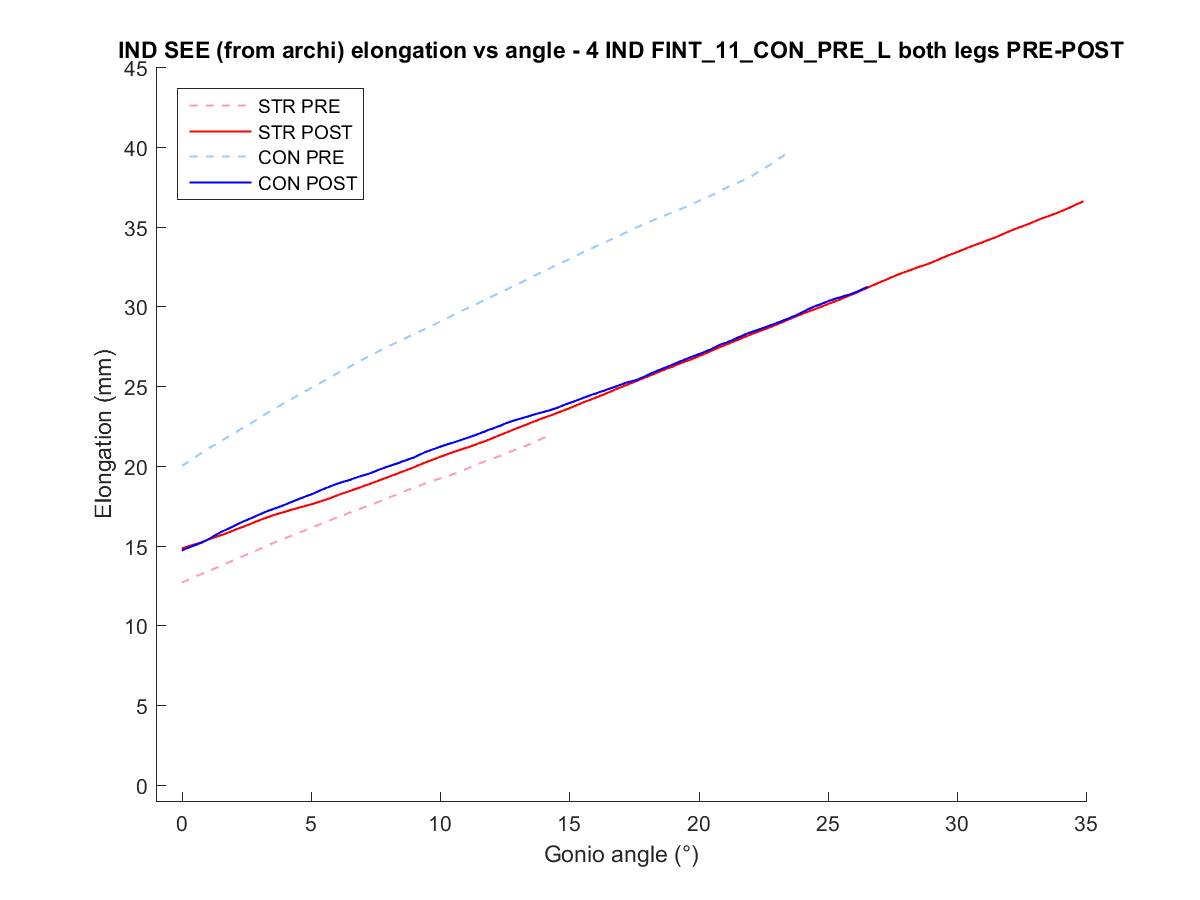 IND SEE (from archi) elongation vs angle - 4 IND FINT_11_CON_PRE_L both legs PRE-POST
45
40
35
30
25
20
15
10
5
0
Elongation (mm)
STR PRE
STR POST
CON PRE
CON POST
0 5 10 15 20 25 30 35
Gonio angle (°)